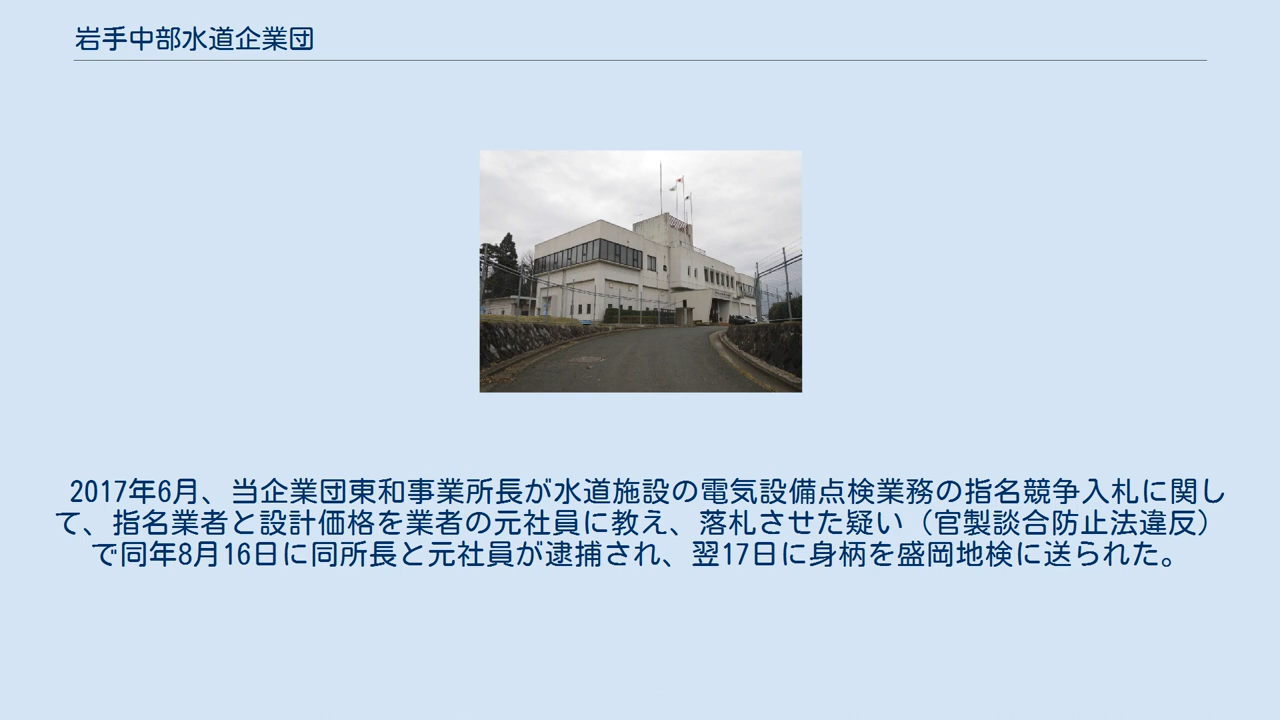 岩手中部水道企業団
2017年6月、当企業団東和事業所長が水道施設の電気設備点検業務の指名競争入札に関し
て、指名業者と設計価格を業者の元社員に教え、落札させた疑い（官製談合防止法違反）
で同年8月16日に同所長と元社員が逮捕され、翌17日に身柄を盛岡地検に送られた。